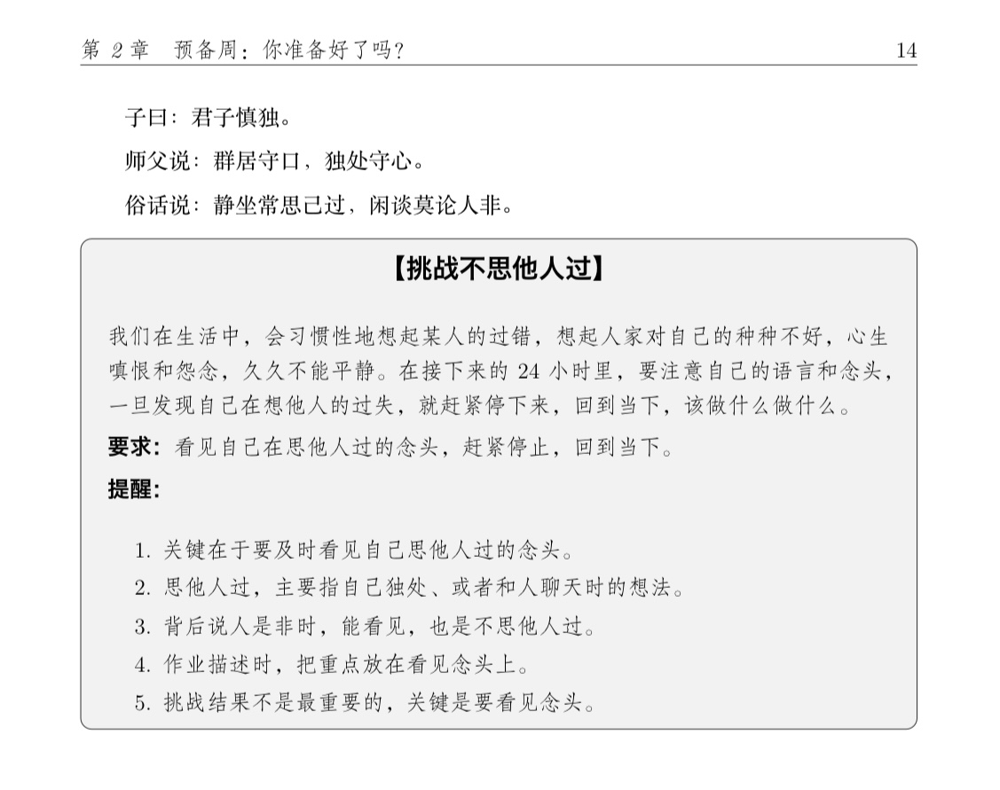 第 2 章 预备周：你准备好了吗？ 14
子曰：君子慎独。
师父说：群居守口，独处守心。
俗话说：静坐常思己过，闲谈莫论人非。
【挑战不思他人过】
我们在生活中，会习惯性地想起某人的过错，想起人家对自己的种种不好，心生
嗔恨和怨念，久久不能平静。在接下来的 24 小时里，要注意自己的语言和念头，
一旦发现自己在想他人的过失，就赶紧停下来，回到当下，该做什么做什么。
要求：看见自己在思他人过的念头，赶紧停止，回到当下。
提醒：
1. 关键在于要及时看见自己思他人过的念头。
2. 思他人过，主要指自己独处、或者和人聊天时的想法。
3. 背后说人是非时，能看见，也是不思他人过。
4. 作业描述时，把重点放在看见念头上。
5. 挑战结果不是最重要的，关键是要看见念头。